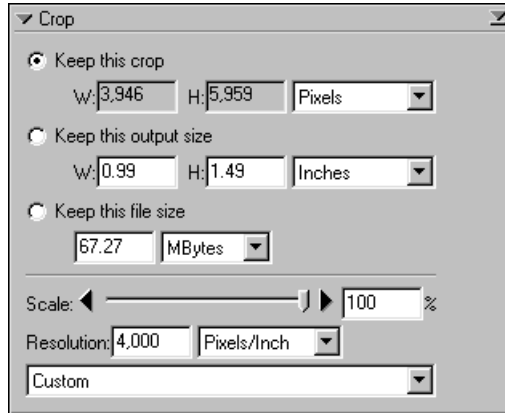 Crop
Keep this crop
W: 3,946 H: 5,959 Pixels
Keep this output size
W: 0.99 H: 1.49 Inches
Keep this file size
67.27 MBytes
Scale: 100 %
Resolution: 4,000 Pixels/Inch
Custom